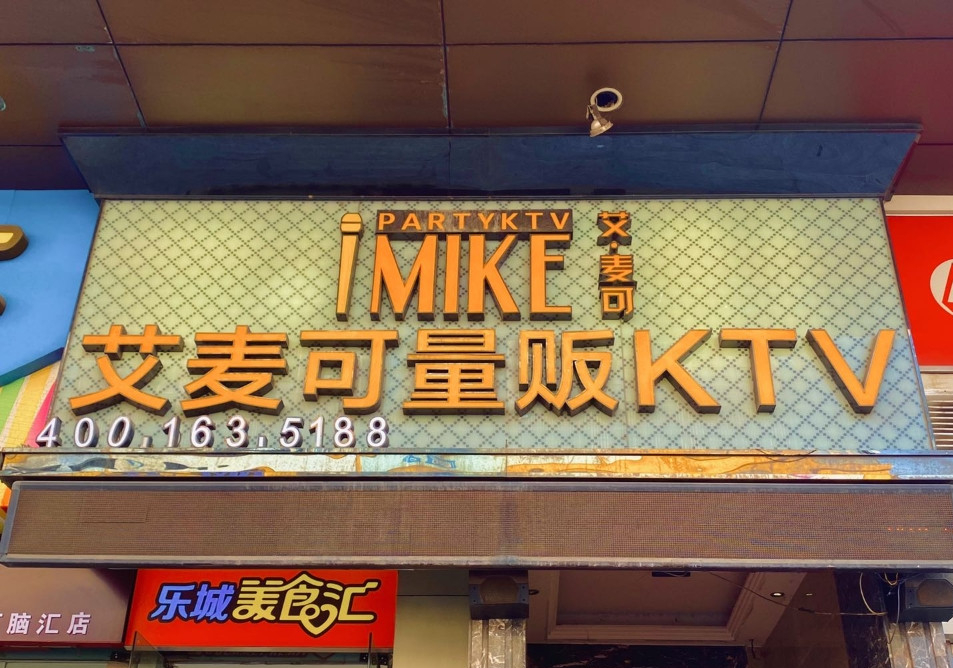 PARTYKTV
iMIKE
艾·麦可
艾麦可量贩KTV
400.163.5188
乐城美食汇
脑汇店